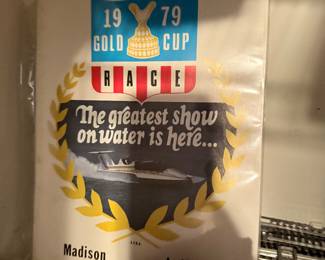 19 79
GOLD CUP
RACE
The greatest show
on water is here...
Madison